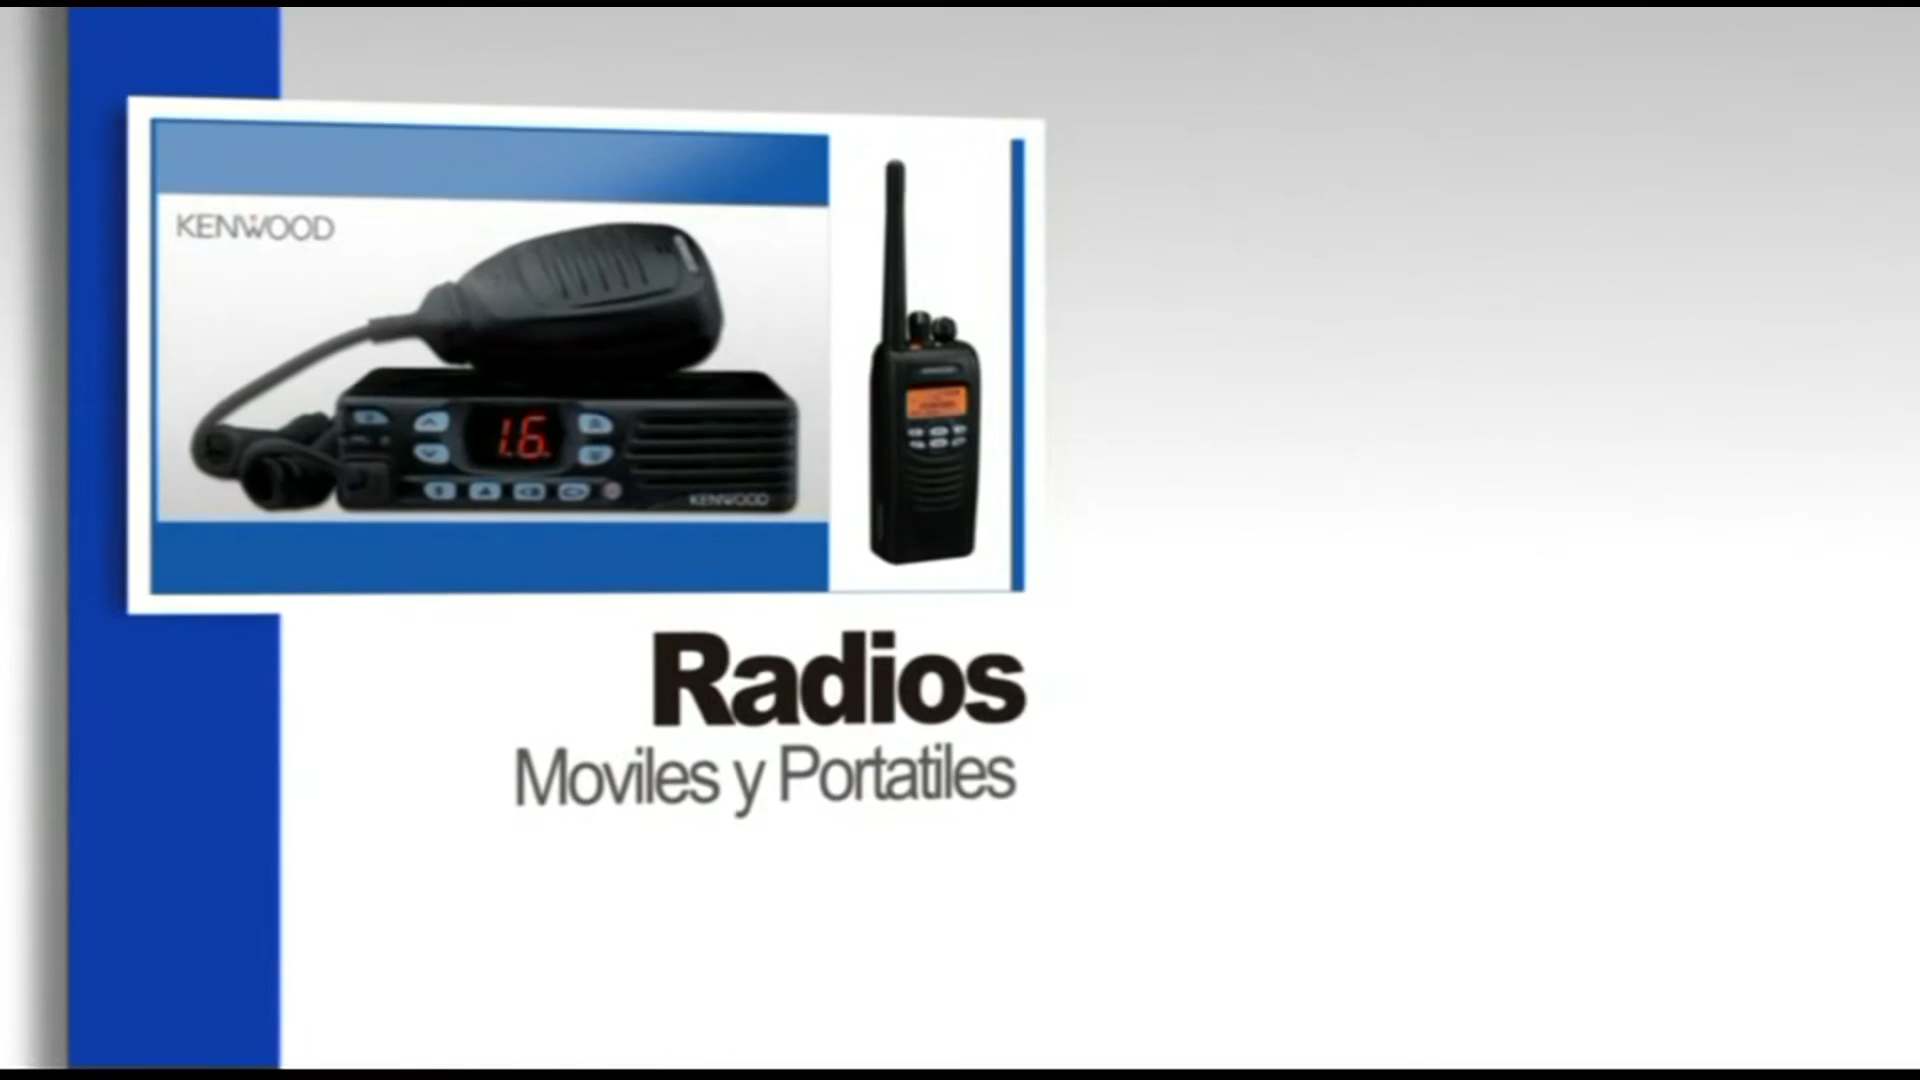 KENWOOD
1.6.
KENWOOD
Radios
Moviles y Portatiles